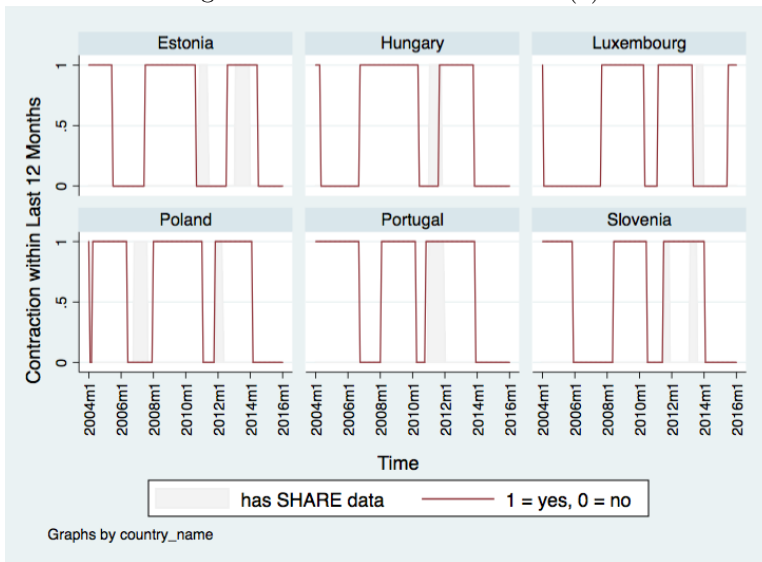 Estonia
Hungary
Luxembourg
Poland
Portugal
Slovenia
Contraction within Last 12 Months
0
.5
1
0
.5
1
2004m1
2006m1
2008m1
2010m1
2012m1
2014m1
2016m1
2004m1
2006m1
2008m1
2010m1
2012m1
2014m1
2016m1
2004m1
2006m1
2008m1
2010m1
2012m1
2014m1
2016m1
Time
has SHARE data
1 = yes, 0 = no
Graphs by country_name